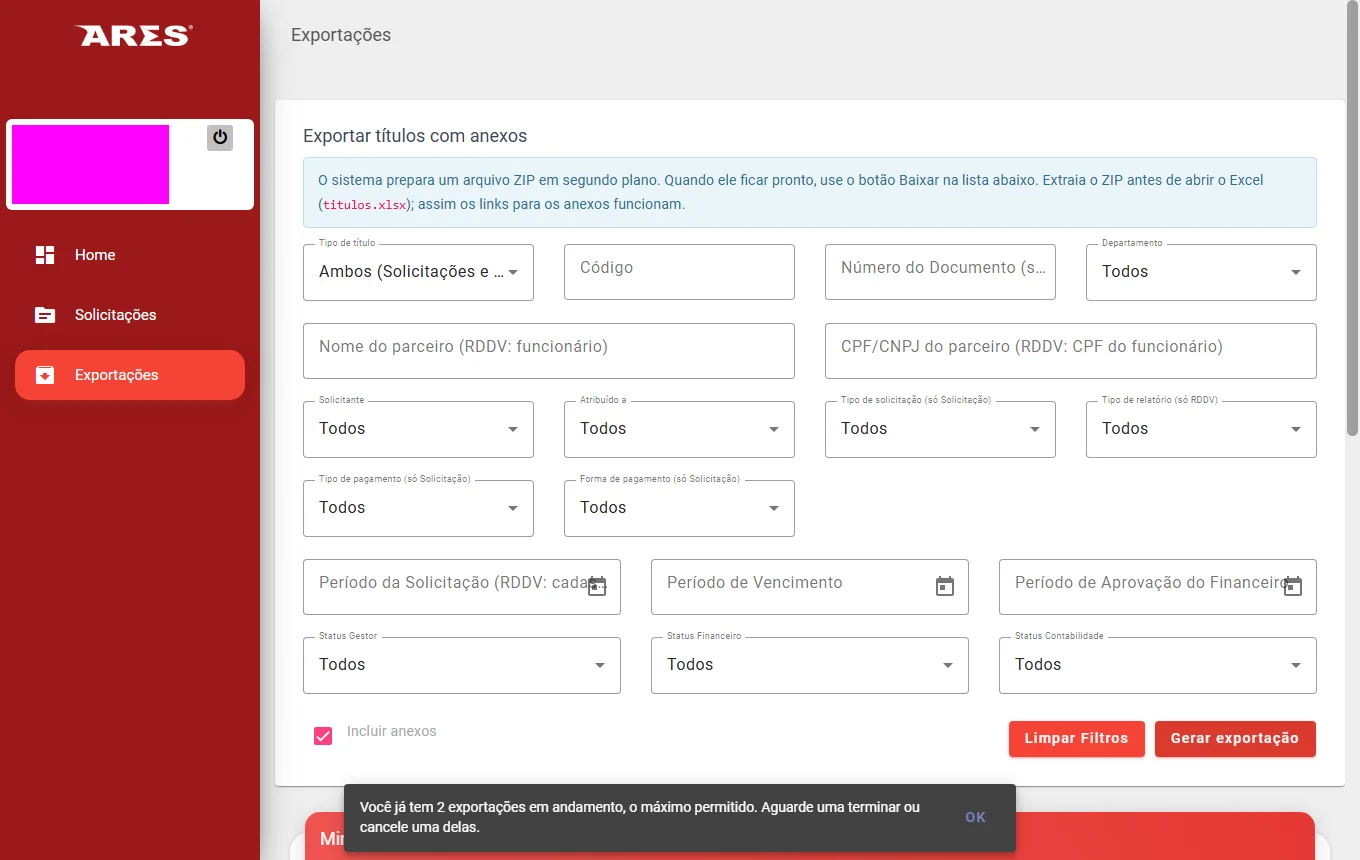 ARES
Exportações
Home
Solicitações
Exportações
Exportar títulos com anexos
O sistema prepara um arquivo ZIP em segundo plano. Quando ele ficar pronto, use o botão Baixar na lista abaixo. Extraia o ZIP antes de abrir o Excel
(titulos.xlsx); assim os links para os anexos funcionam.
Tipo de título
Ambos (Solicitações e ...
Código
Número do Documento (s...
Departamento
Todos
Nome do parceiro (RDDV: funcionário)
CPF/CNPJ do parceiro (RDDV: CPF do funcionário)
Solicitante
Todos
Atribuído a
Todos
Tipo de solicitação (só Solicitação)
Todos
Tipo de relatório (só RDDV)
Todos
Tipo de pagamento (só Solicitação)
Todos
Forma de pagamento (só Solicitação)
Todos
Período da Solicitação (RDDV: cadas...
Período de Vencimento
Período de Aprovação do Financeiro
Status Gestor
Todos
Status Financeiro
Todos
Status Contabilidade
Todos
Incluir anexos
Limpar Filtros
Gerar exportação
Você já tem 2 exportações em andamento, o máximo permitido. Aguarde uma terminar ou
cancele uma delas.
OK